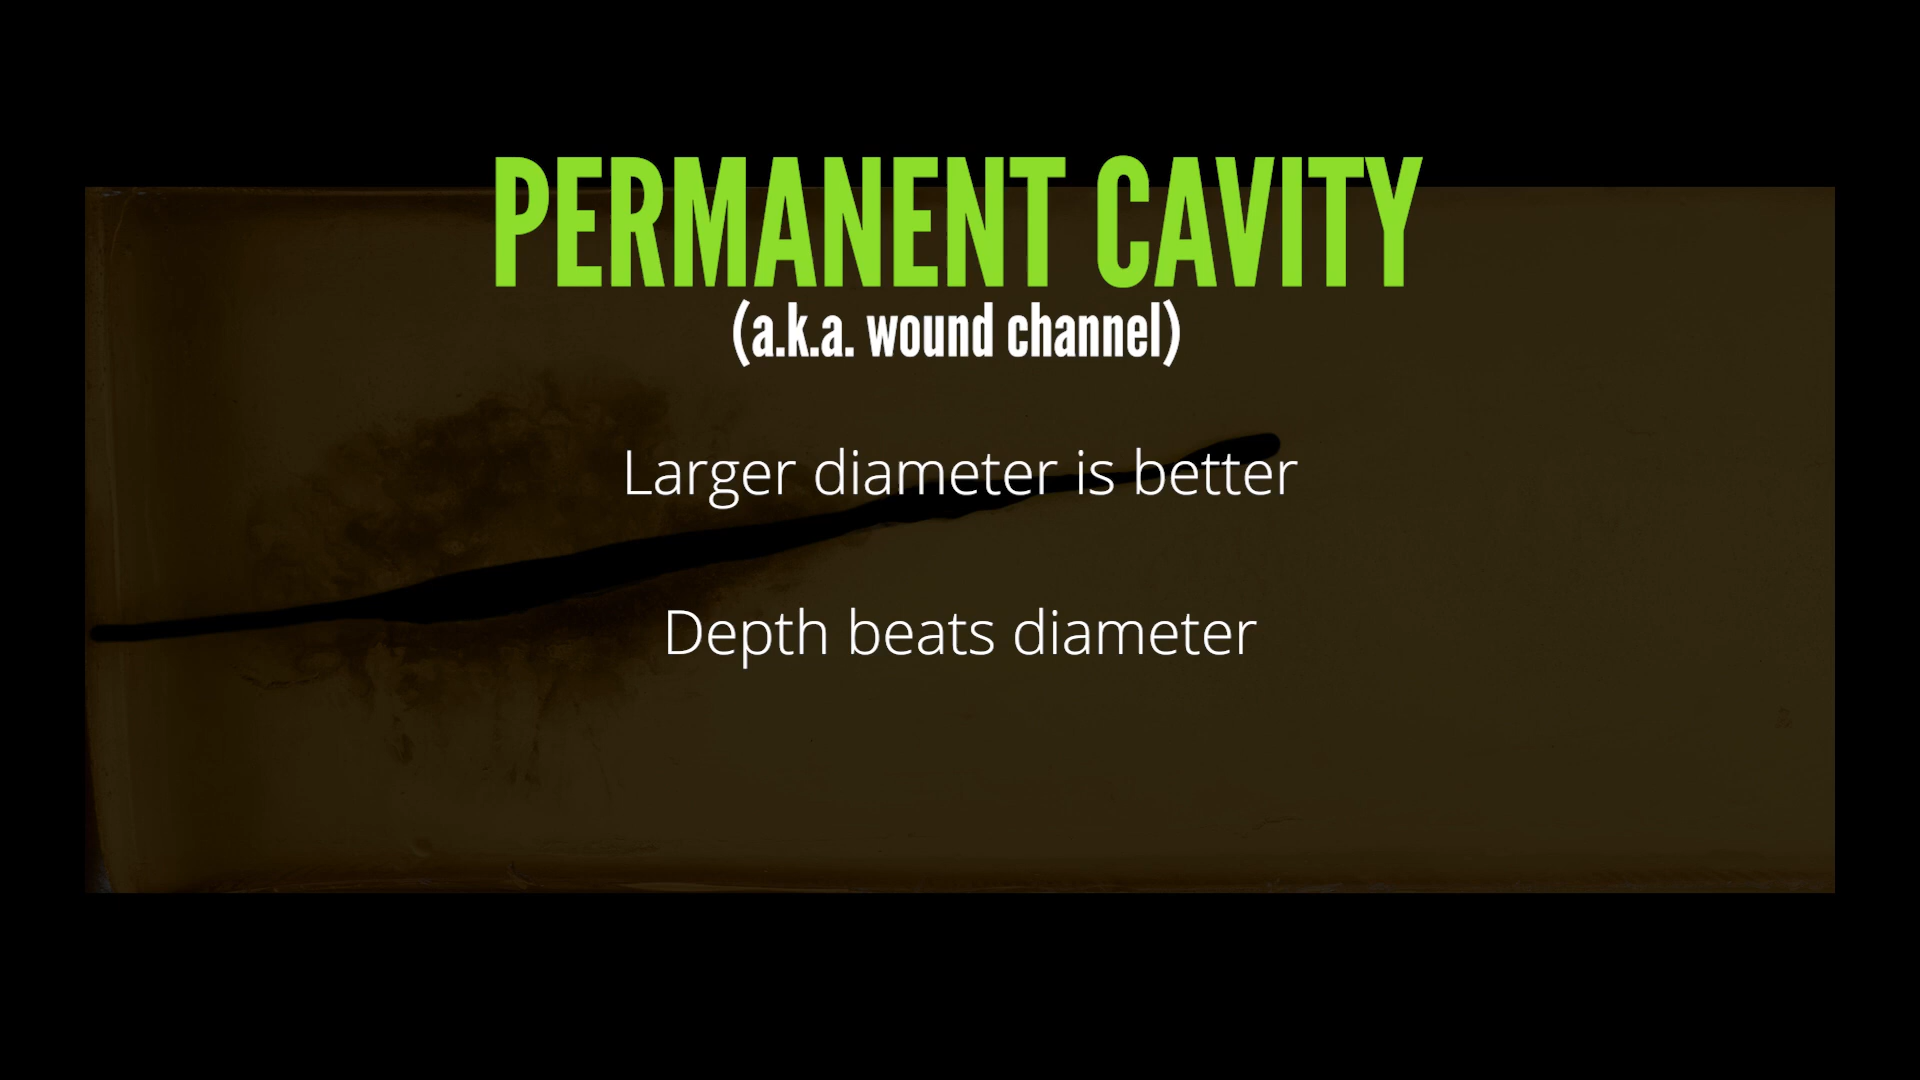 PERMANENT CAVITY
(a.k.a. wound channel)
Larger diameter is better
Depth beats diameter